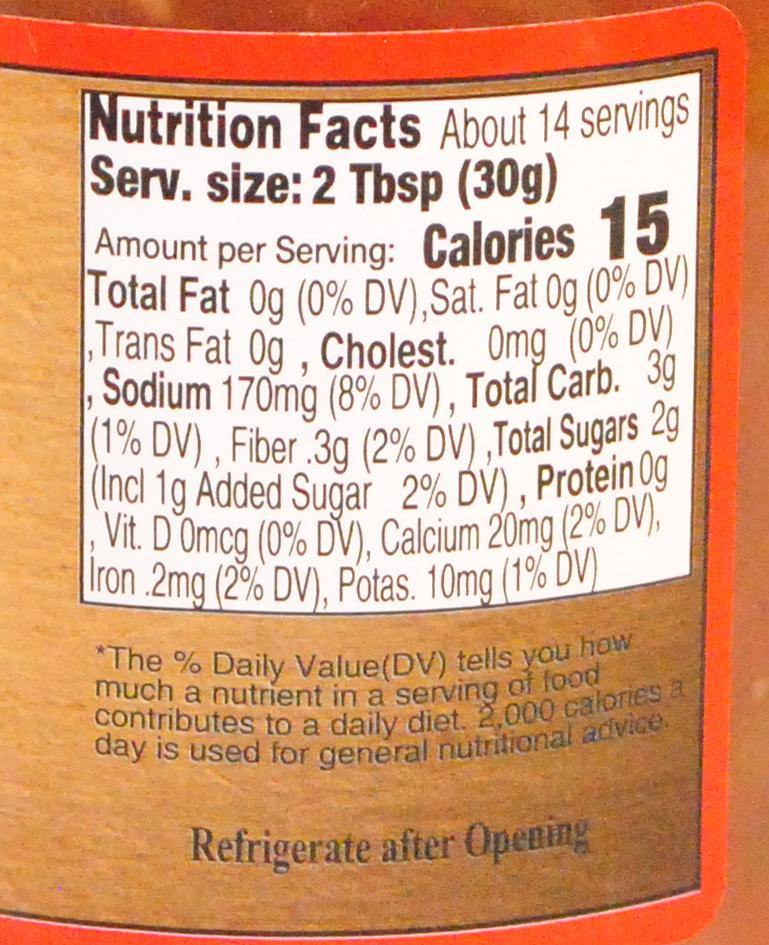 Nutrition Facts About 14 servings
Serv. size: 2 Tbsp (30g)
Amount per Serving: Calories 15
Total Fat 0g (0% DV),Sat. Fat 0g (0% DV)
,Trans Fat 0g , Cholest. 0mg (0% DV)
, Sodium 170mg (8% DV) , Total Carb. 3g
(1% DV) , Fiber .3g (2% DV) ,Total Sugars 2g
(Incl 1g Added Sugar 2% DV) , Protein 0g
, Vit. D 0mcg (0% DV), Calcium 20mg (2% DV),
Iron .2mg (2% DV), Potas. 10mg (1% DV)
*The % Daily Value(DV) tells you how
much a nutrient in a serving of food
contributes to a daily diet. 2,000 calories a
day is used for general nutritional advice.
Refrigerate after Opening